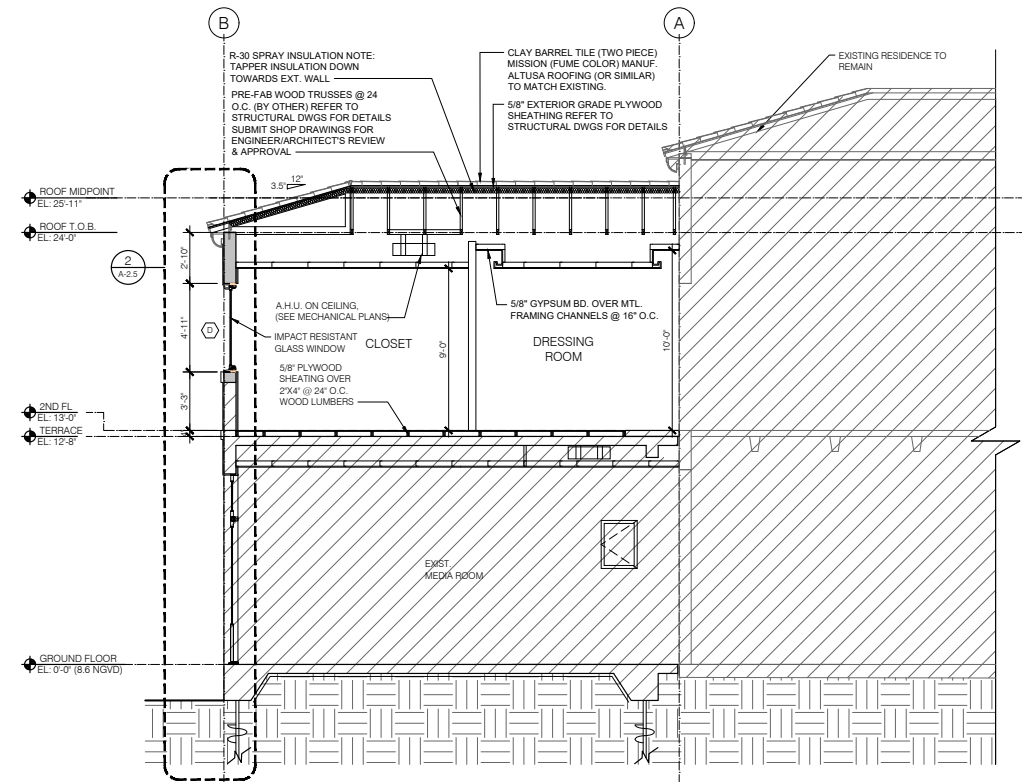 B
A
R-30 SPRAY INSULATION NOTE:
TAPPER INSULATION DOWN
TOWARDS EXT. WALL
PRE-FAB WOOD TRUSSES @ 24
O.C. (BY OTHER) REFER TO
STRUCTURAL DWGS FOR DETAILS
SUBMIT SHOP DRAWINGS FOR
ENGINEER/ARCHITECT'S REVIEW
& APPROVAL
CLAY BARREL TILE (TWO PIECE)
MISSION (FUME COLOR) MANUF.
ALTUSA ROOFING (OR SIMILAR)
TO MATCH EXISTING.
5/8" EXTERIOR GRADE PLYWOOD
SHEATHING REFER TO
STRUCTURAL DWGS FOR DETAILS
EXISTING RESIDENCE TO
REMAIN
12"
3.5"
ROOF MIDPOINT
EL: 25'-11"
ROOF T.O.B.
EL: 24'-0"
2
A-2.5
2'-10"
4'-11"
3'-3"
D
A.H.U. ON CEILING,
(SEE MECHANICAL PLANS)
IMPACT RESISTANT
GLASS WINDOW
CLOSET
5/8" PLYWOOD
SHEATING OVER
2"X4" @ 24" O.C.
WOOD LUMBERS
9'-0"
5/8" GYPSUM BD. OVER MTL.
FRAMING CHANNELS @ 16" O.C.
DRESSING
ROOM
10'-0"
2ND FL
EL: 13'-0"
TERRACE
EL: 12'-8"
EXIST.
MEDIA ROOM
GROUND FLOOR
EL: 0'-0" (8.6 NGVD)